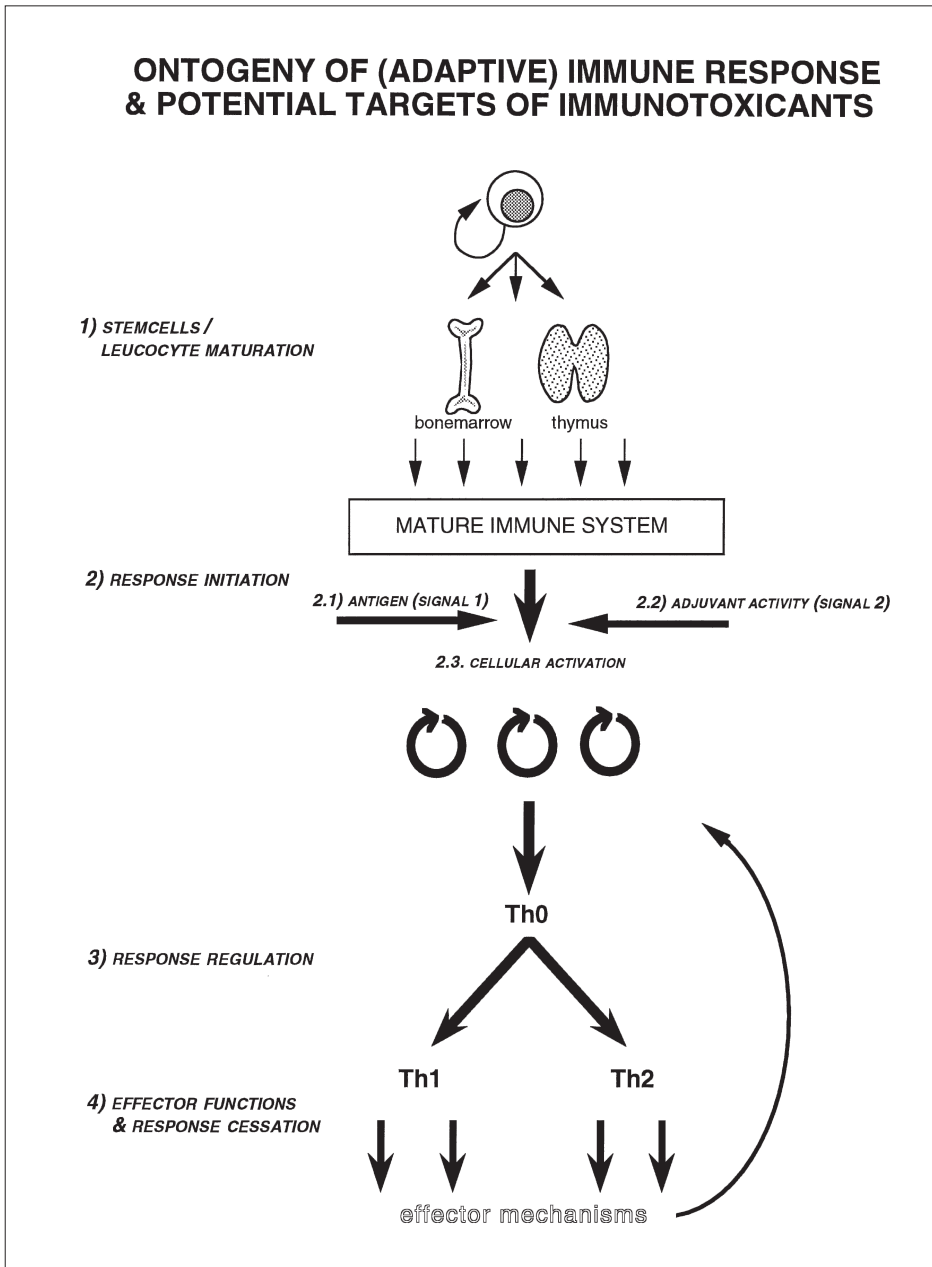 ONTOGENY OF (ADAPTIVE) IMMUNE RESPONSE
& POTENTIAL TARGETS OF IMMUNOTOXICANTS
1) STEMCELLS /
LEUCOCYTE MATURATION
bonemarrow
thymus
MATURE IMMUNE SYSTEM
2) RESPONSE INITIATION
2.1) ANTIGEN (SIGNAL 1)
2.2) ADJUVANT ACTIVITY (SIGNAL 2)
2.3. CELLULAR ACTIVATION
Th0
3) RESPONSE REGULATION
Th1
Th2
4) EFFECTOR FUNCTIONS
& RESPONSE CESSATION
effector mechanisms